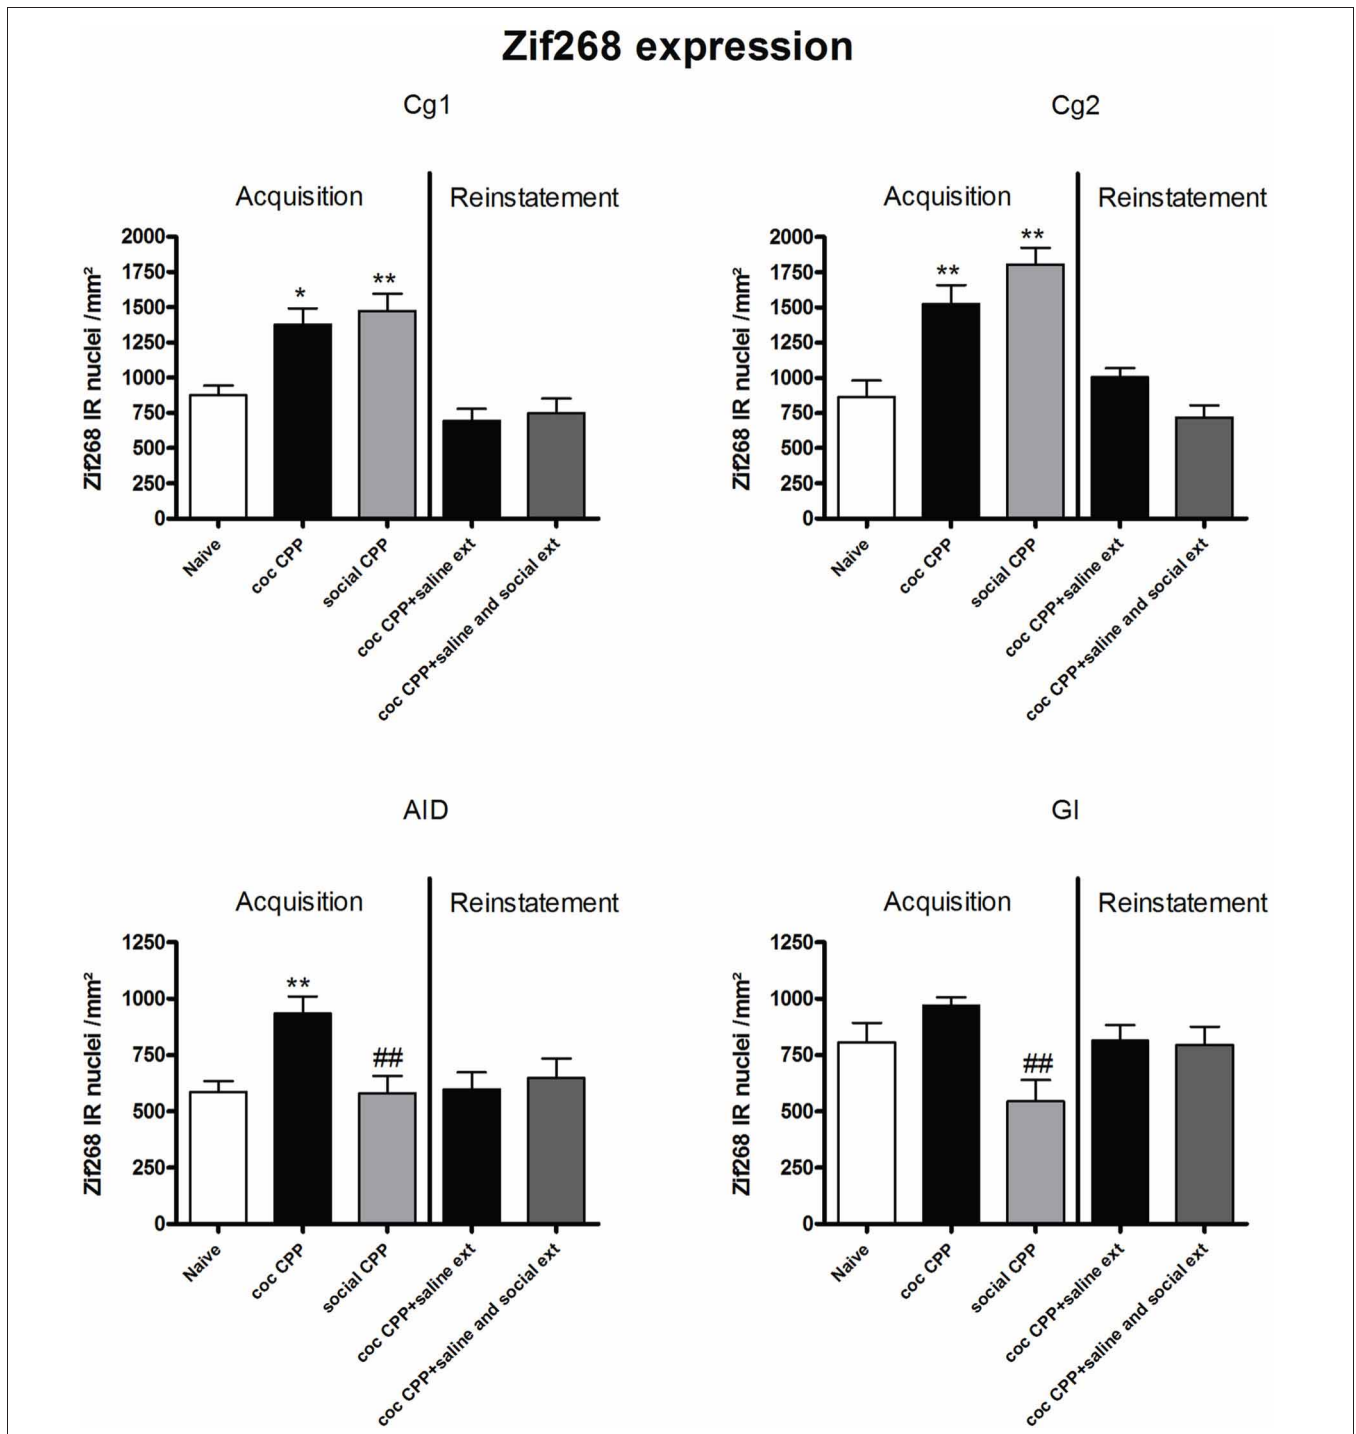 Zif268 expression
Cg1
Acquisition
Reinstatement
Zif268 IR nuclei /mm²
2000
1750
1500
1250
1000
750
500
250
0
*
**
Naive
coc CPP
social CPP
coc CPP+saline ext
coc CPP+saline and social ext
Cg2
Acquisition
Reinstatement
Zif268 IR nuclei /mm²
2000
1750
1500
1250
1000
750
500
250
0
**
**
Naive
coc CPP
social CPP
coc CPP+saline ext
coc CPP+saline and social ext
AID
Acquisition
Reinstatement
Zif268 IR nuclei /mm²
1250
1000
750
500
250
0
**
##
Naive
coc CPP
social CPP
coc CPP+saline ext
coc CPP+saline and social ext
GI
Acquisition
Reinstatement
Zif268 IR nuclei /mm²
1250
1000
750
500
250
0
##
Naive
coc CPP
social CPP
coc CPP+saline ext
coc CPP+saline and social ext